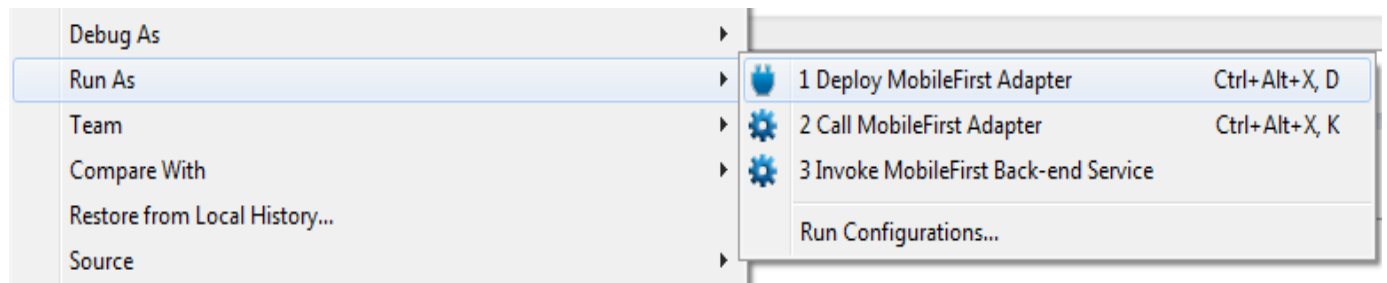 Debug As
Run As
Team
Compare With
Restore from Local History...
Source
1 Deploy MobileFirst Adapter Ctrl+Alt+X, D
2 Call MobileFirst Adapter Ctrl+Alt+X, K
3 Invoke MobileFirst Back-end Service
Run Configurations...